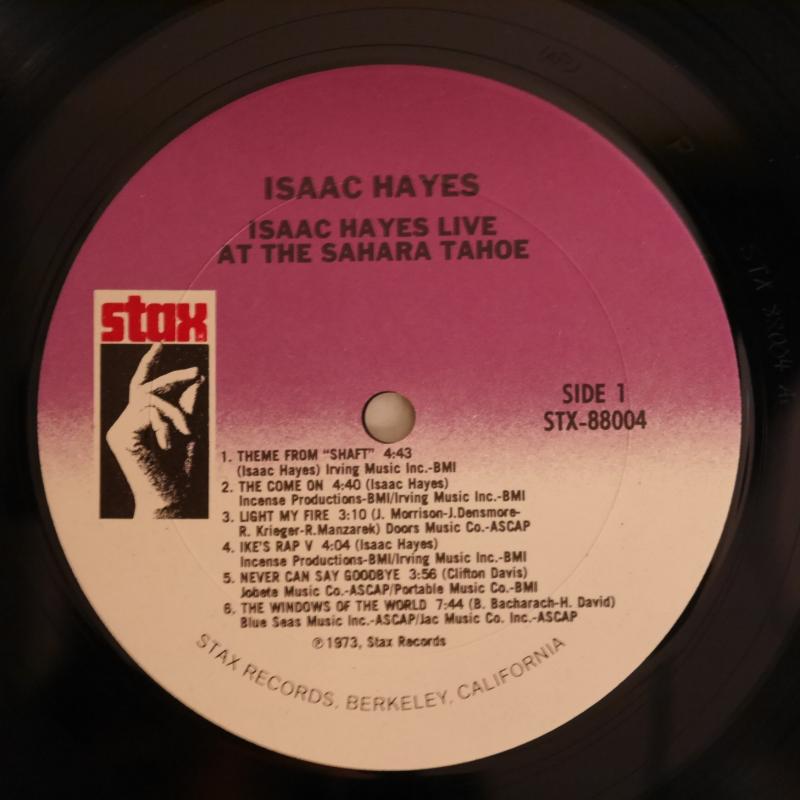 ISAAC HAYES
ISAAC HAYES LIVE
AT THE SAHARA TAHOE
stax
SIDE 1
STX-88004
1. THEME FROM "SHAFT" 4:43
(Isaac Hayes) Irving Music Inc.-BMI
2. THE COME ON 4:40 (Isaac Hayes)
Incense Productions-BMI/Irving Music Inc.-BMI
3. LIGHT MY FIRE 3:10 (J. Morrison-J.Densmore-
R. Krieger-R.Manzarek) Doors Music Co.-ASCAP
4. IKE'S RAP V 4:04 (Isaac Hayes)
Incense Productions-BMI/Irving Music Inc.-BMI
5. NEVER CAN SAY GOODBYE 3:56 (Clifton Davis)
Jobete Music Co.-ASCAP/Portable Music Co.-BMI
6. THE WINDOWS OF THE WORLD 7:44 (B. Bacharach-H. David)
Blue Seas Music Inc.-ASCAP/Jac Music Co. Inc.-ASCAP
℗1973, Stax Records
STAX RECORDS, BERKELEY, CALIFORNIA
STX 88004